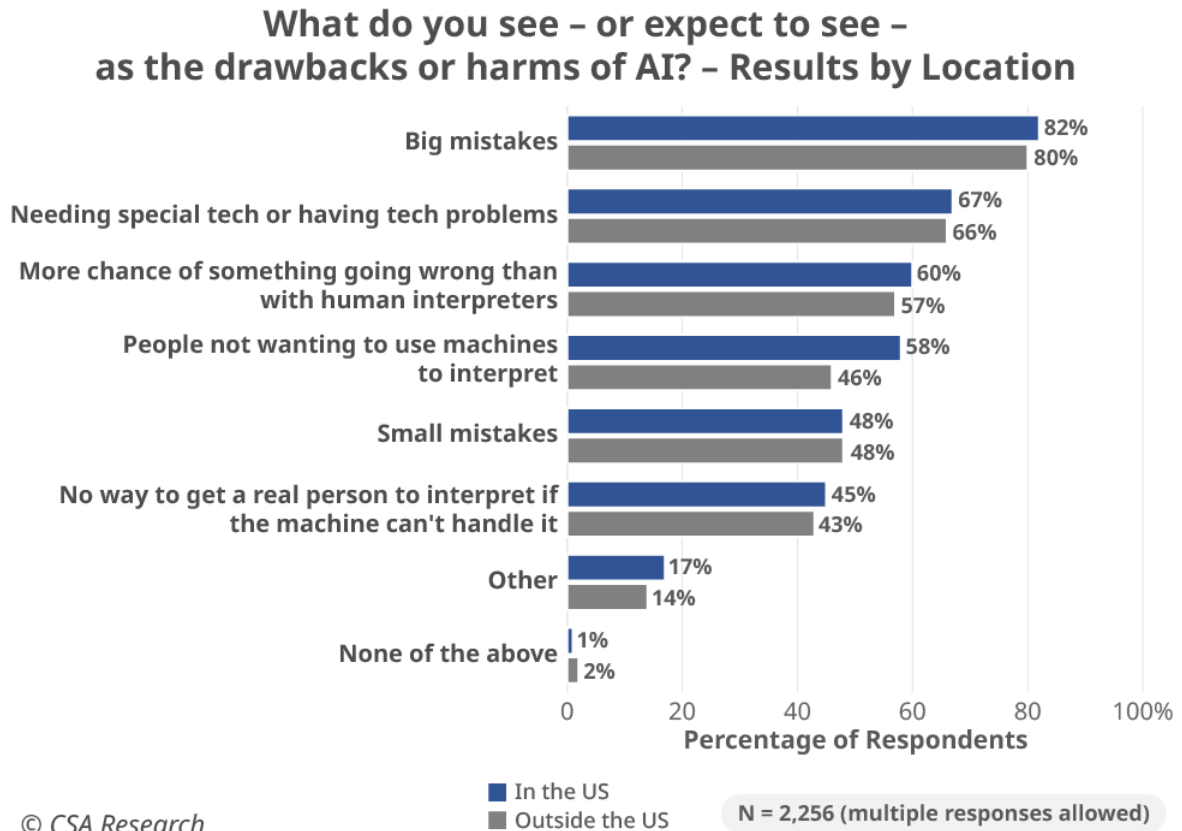 What do you see – or expect to see –
as the drawbacks or harms of AI? – Results by Location
Big mistakes
82%
80%
Needing special tech or having tech problems
67%
66%
More chance of something going wrong than
with human interpreters
60%
57%
People not wanting to use machines
to interpret
58%
46%
Small mistakes
48%
48%
No way to get a real person to interpret if
the machine can't handle it
45%
43%
Other
17%
14%
None of the above
1%
2%
0 20 40 60 80 100%
Percentage of Respondents
In the US
Outside the US
N = 2,256 (multiple responses allowed)
© CSA Research